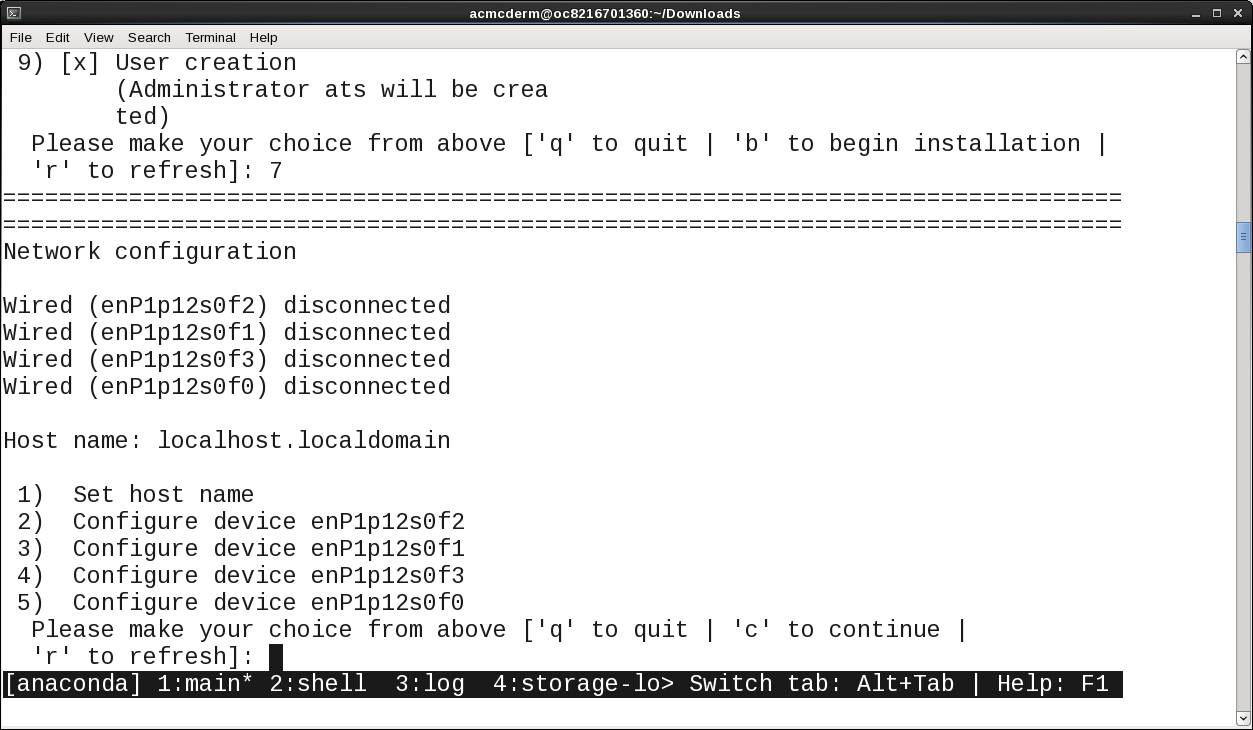 acmcderm@oc8216701360:~/Downloads
File Edit View Search Terminal Help
 9) [x] User creation
        (Administrator ats will be crea
        ted)
  Please make your choice from above ['q' to quit | 'b' to begin installation |
  'r' to refresh]: 7
================================================================================
================================================================================
Network configuration
Wired (enP1p12s0f2) disconnected
Wired (enP1p12s0f1) disconnected
Wired (enP1p12s0f3) disconnected
Wired (enP1p12s0f0) disconnected
Host name: localhost.localdomain
 1)  Set host name
 2)  Configure device enP1p12s0f2
 3)  Configure device enP1p12s0f1
 4)  Configure device enP1p12s0f3
 5)  Configure device enP1p12s0f0
  Please make your choice from above ['q' to quit | 'c' to continue |
  'r' to refresh]:
[anaconda] 1:main* 2:shell  3:log  4:storage-lo> Switch tab: Alt+Tab | Help: F1